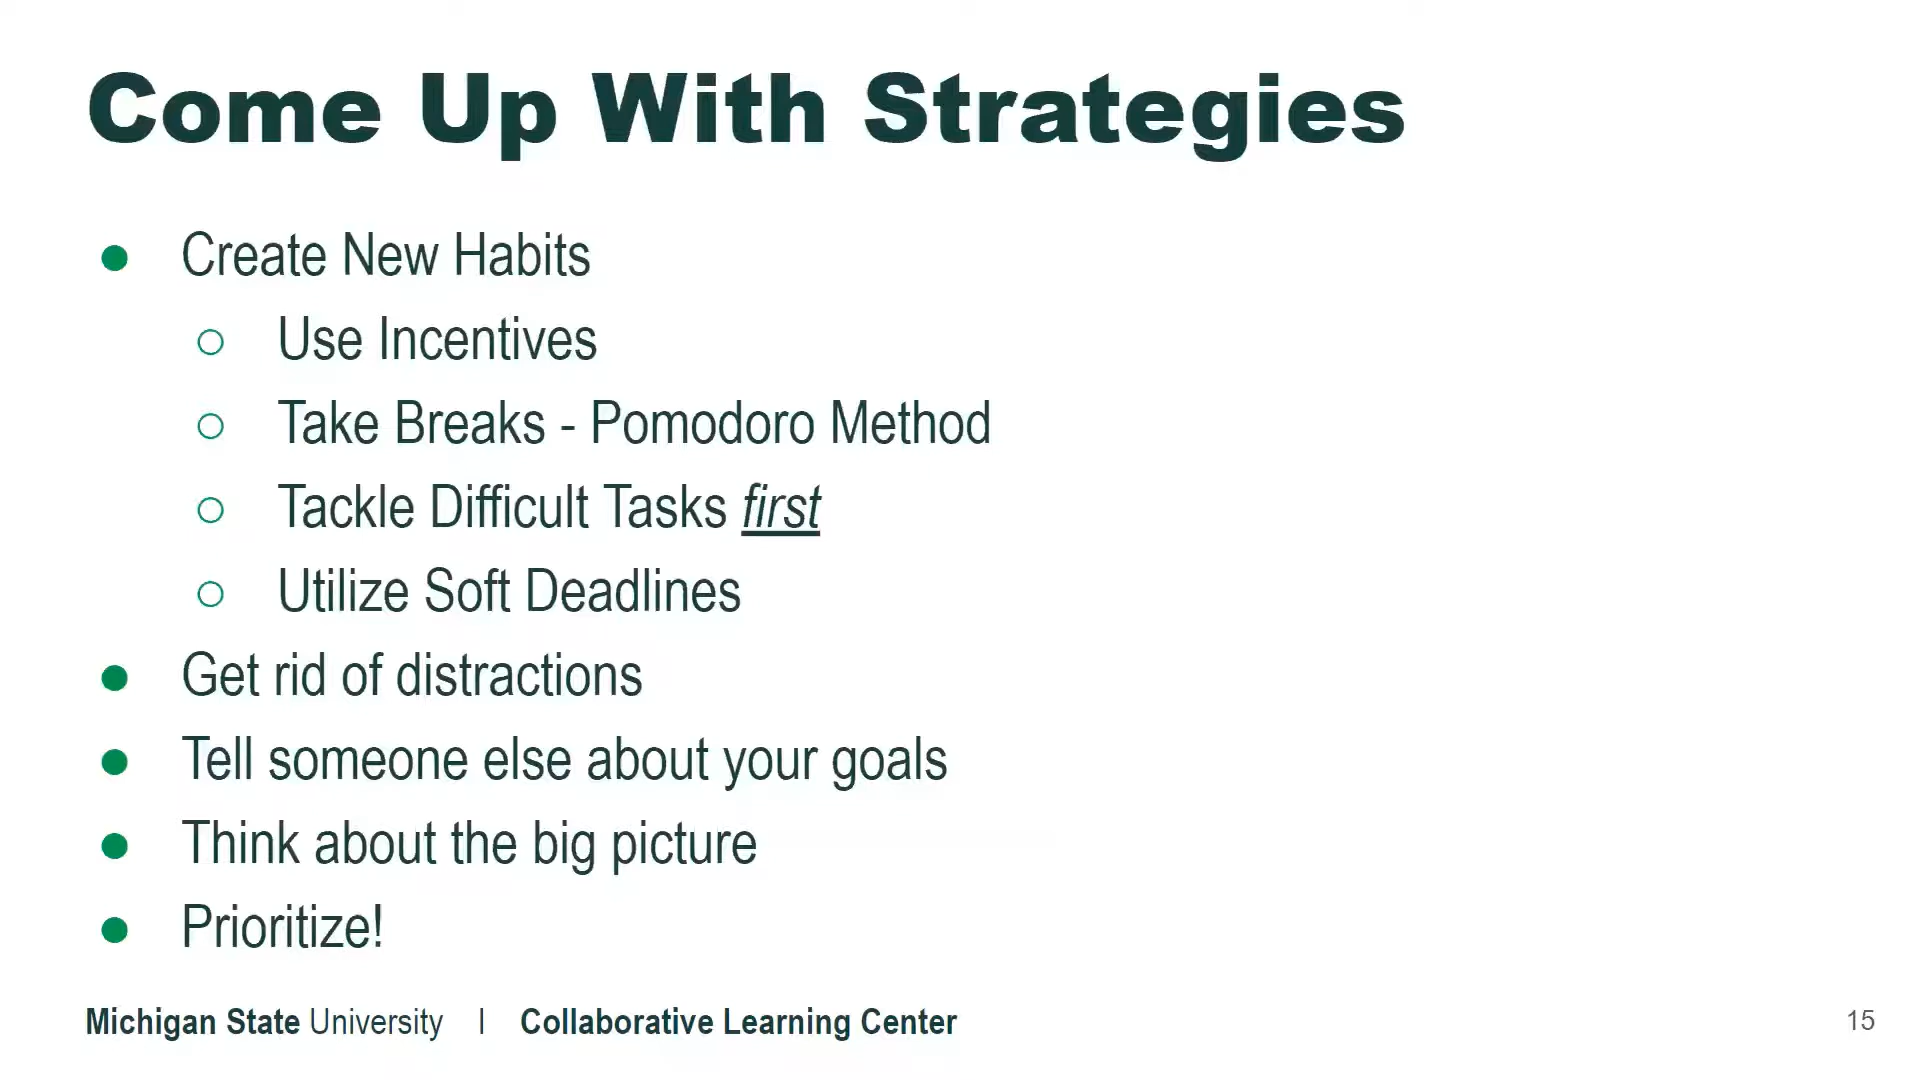 Come Up With Strategies
● Create New Habits
○ Use Incentives
○ Take Breaks - Pomodoro Method
○ Tackle Difficult Tasks first
○ Utilize Soft Deadlines
● Get rid of distractions
● Tell someone else about your goals
● Think about the big picture
● Prioritize!
Michigan State University | Collaborative Learning Center
15